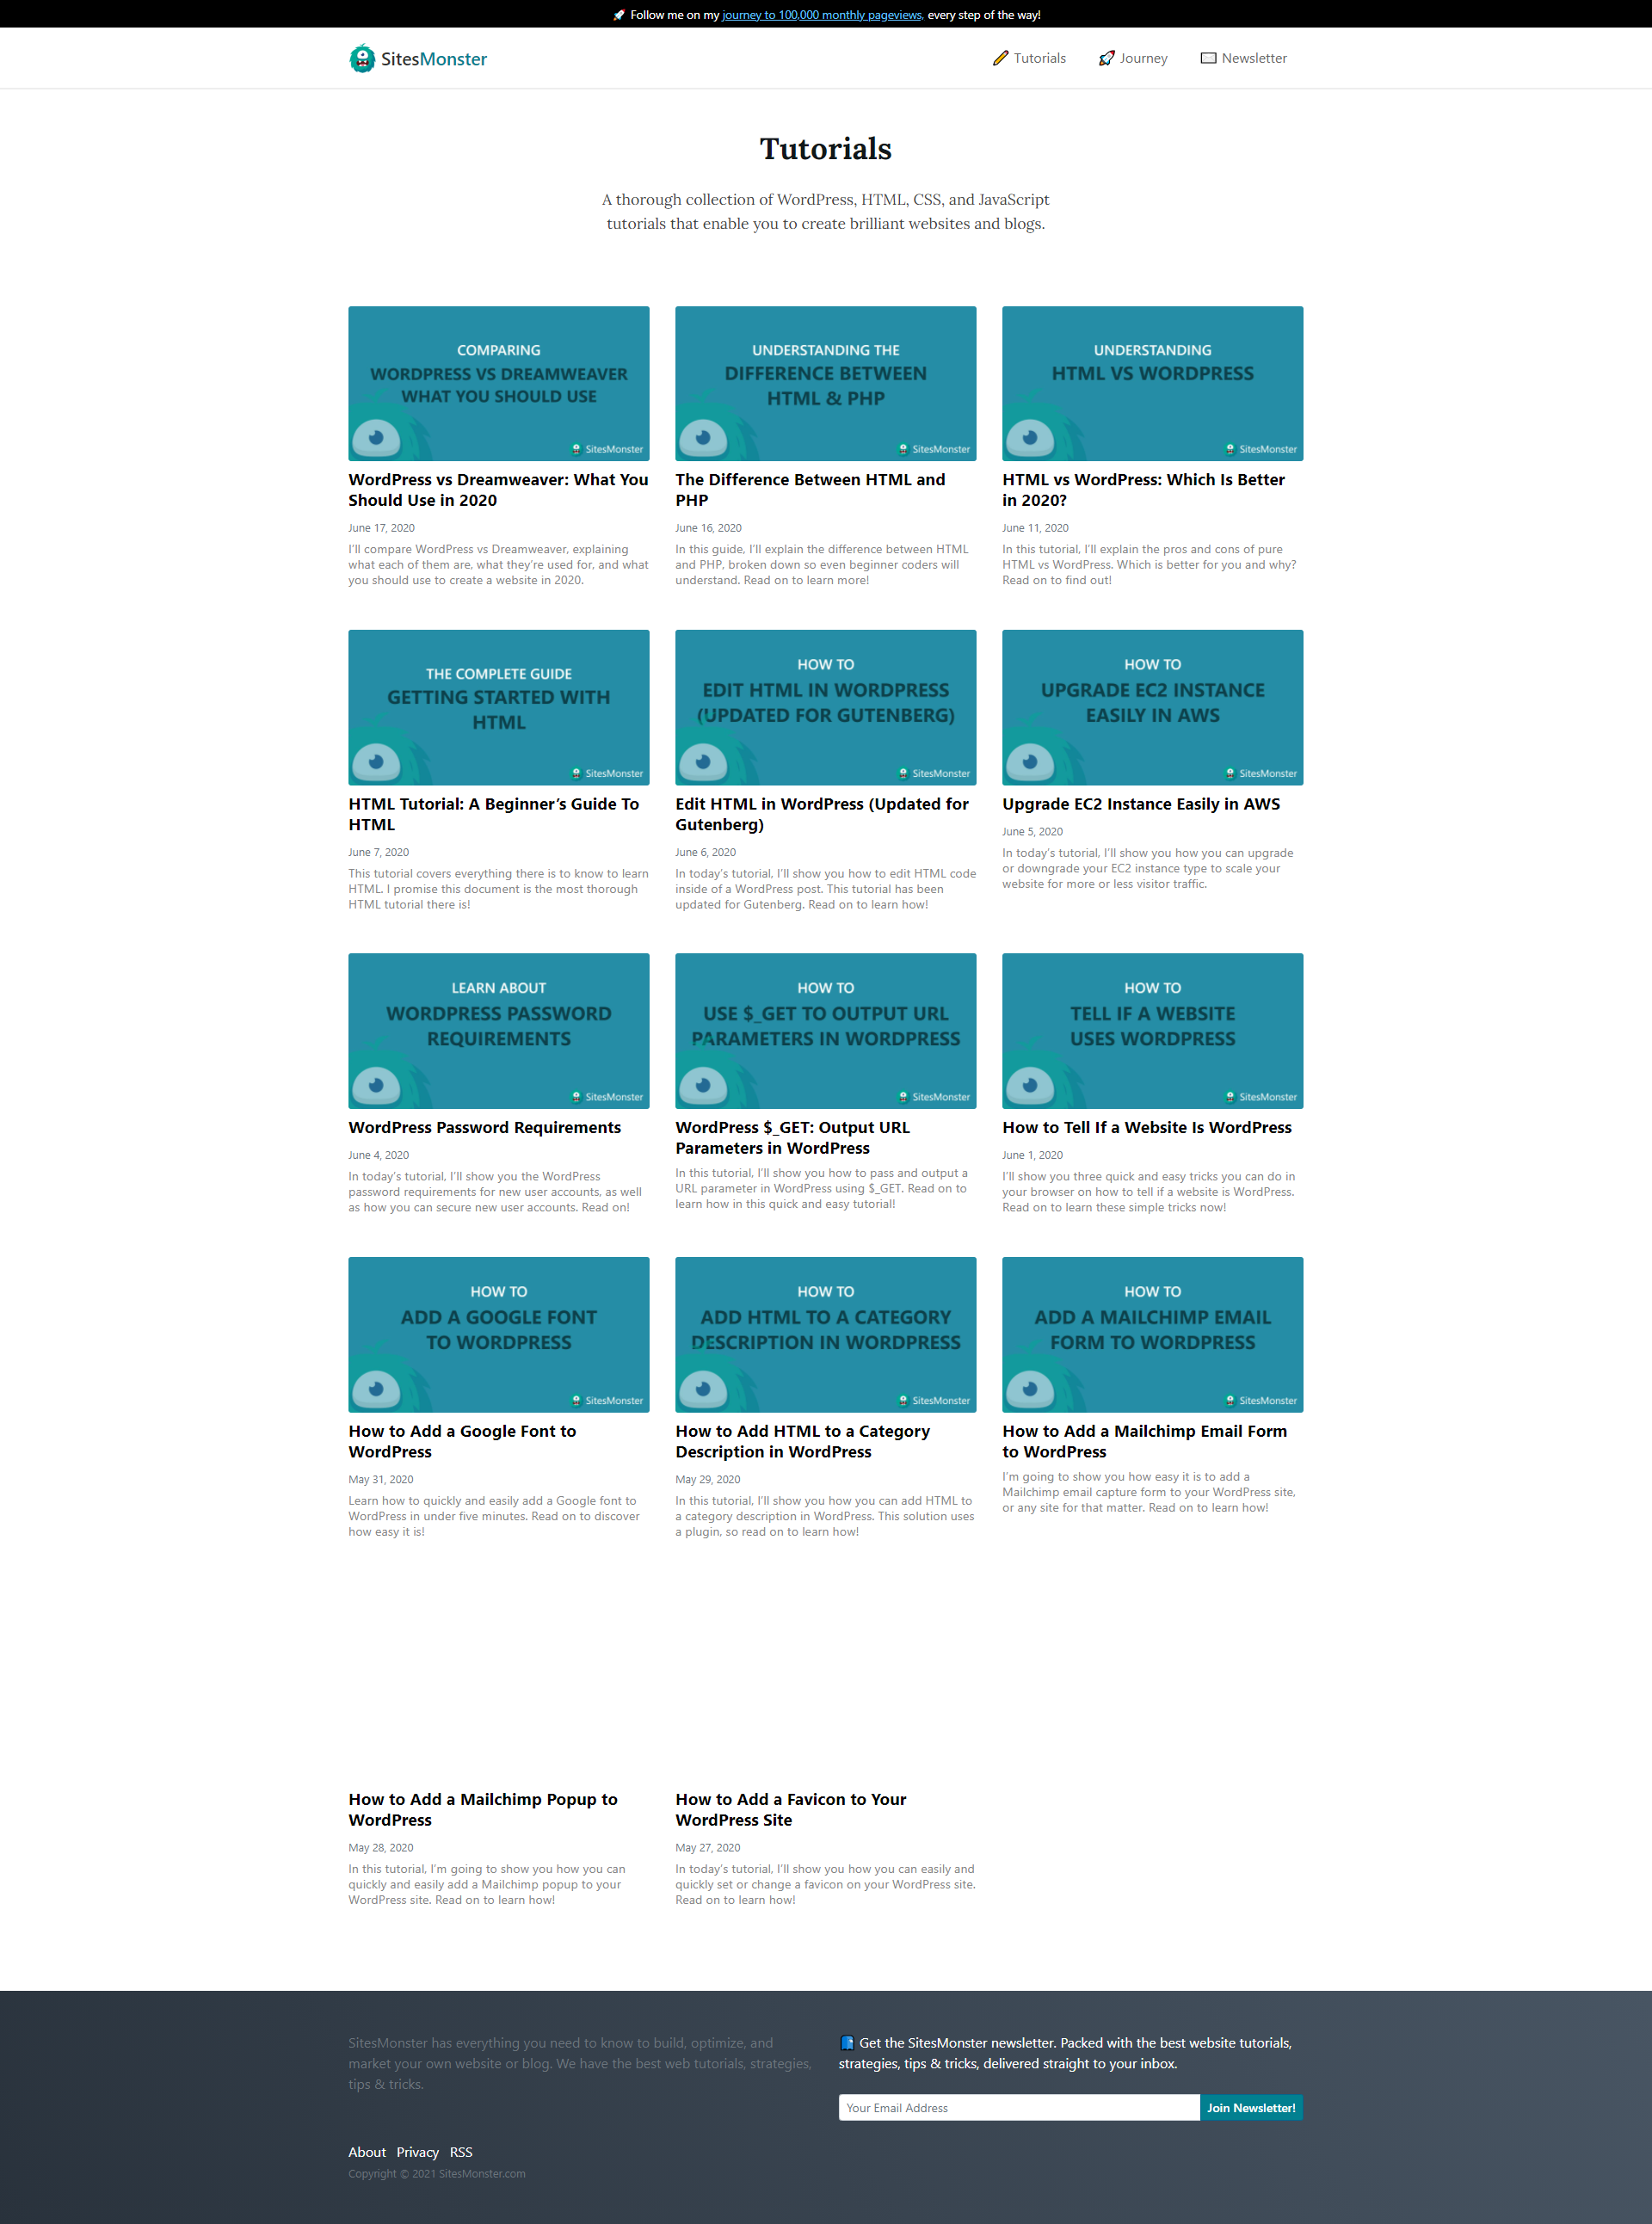 🚀 Follow me on my journey to 100,000 monthly pageviews, every step of the way!
SitesMonster
Tutorials
Journey
Newsletter
Tutorials
A thorough collection of WordPress, HTML, CSS, and JavaScript
tutorials that enable you to create brilliant websites and blogs.
COMPARING
WORDPRESS VS DREAMWEAVER
WHAT YOU SHOULD USE
SitesMonster
WordPress vs Dreamweaver: What You
Should Use in 2020
June 17, 2020
I'll compare WordPress vs Dreamweaver, explaining
what each of them are, what they're used for, and what
you should use to create a website in 2020.
UNDERSTANDING THE
DIFFERENCE BETWEEN
HTML & PHP
SitesMonster
The Difference Between HTML and
PHP
June 16, 2020
In this guide, I'll explain the difference between HTML
and PHP, broken down so even beginner coders will
understand. Read on to learn more!
UNDERSTANDING
HTML VS WORDPRESS
SitesMonster
HTML vs WordPress: Which Is Better
in 2020?
June 11, 2020
In this tutorial, I'll explain the pros and cons of pure
HTML vs WordPress. Which is better for you and why?
Read on to find out!
THE COMPLETE GUIDE
GETTING STARTED WITH
HTML
SitesMonster
HTML Tutorial: A Beginner's Guide To
HTML
June 7, 2020
This tutorial covers everything there is to know to learn
HTML. I promise this document is the most thorough
HTML tutorial there is!
HOW TO
EDIT HTML IN WORDPRESS
(UPDATED FOR GUTENBERG)
SitesMonster
Edit HTML in WordPress (Updated for
Gutenberg)
June 6, 2020
In today's tutorial, I'll show you how to edit HTML code
inside of a WordPress post. This tutorial has been
updated for Gutenberg. Read on to learn how!
HOW TO
UPGRADE EC2 INSTANCE
EASILY IN AWS
SitesMonster
Upgrade EC2 Instance Easily in AWS
June 5, 2020
In today's tutorial, I'll show you how you can upgrade
or downgrade your EC2 instance type to scale your
website for more or less visitor traffic.
LEARN ABOUT
WORDPRESS PASSWORD
REQUIREMENTS
SitesMonster
WordPress Password Requirements
June 4, 2020
In today's tutorial, I'll show you the WordPress
password requirements for new user accounts, as well
as how you can secure new user accounts. Read on!
HOW TO
USE $_GET TO OUTPUT URL
PARAMETERS IN WORDPRESS
SitesMonster
WordPress $_GET: Output URL
Parameters in WordPress
In this tutorial, I'll show you how to pass and output a
URL parameter in WordPress using $_GET. Read on to
learn how in this quick and easy tutorial!
HOW TO
TELL IF A WEBSITE
USES WORDPRESS
SitesMonster
How to Tell If a Website Is WordPress
June 1, 2020
I'll show you three quick and easy tricks you can do in
your browser on how to tell if a website is WordPress.
Read on to learn these simple tricks now!
HOW TO
ADD A GOOGLE FONT
TO WORDPRESS
SitesMonster
How to Add a Google Font to
WordPress
May 31, 2020
Learn how to quickly and easily add a Google font to
WordPress in under five minutes. Read on to discover
how easy it is!
HOW TO
ADD HTML TO A CATEGORY
DESCRIPTION IN WORDPRESS
SitesMonster
How to Add HTML to a Category
Description in WordPress
May 29, 2020
In this tutorial, I'll show you how you can add HTML to
a category description in WordPress. This solution uses
a plugin, so read on to learn how!
HOW TO
ADD A MAILCHIMP EMAIL
FORM TO WORDPRESS
SitesMonster
How to Add a Mailchimp Email Form
to WordPress
I'm going to show you how easy it is to add a
Mailchimp email capture form to your WordPress site,
or any site for that matter. Read on to learn how!
How to Add a Mailchimp Popup to
WordPress
May 28, 2020
In this tutorial, I'm going to show you how you can
quickly and easily add a Mailchimp popup to your
WordPress site. Read on to learn how!
How to Add a Favicon to Your
WordPress Site
May 27, 2020
In today's tutorial, I'll show you how you can easily and
quickly set or change a favicon on your WordPress site.
Read on to learn how!
SitesMonster has everything you need to know to build, optimize, and
market your own website or blog. We have the best web tutorials, strategies,
tips & tricks.
Get the SitesMonster newsletter. Packed with the best website tutorials,
strategies, tips & tricks, delivered straight to your inbox.
Your Email Address
Join Newsletter!
About Privacy RSS
Copyright © 2021 SitesMonster.com